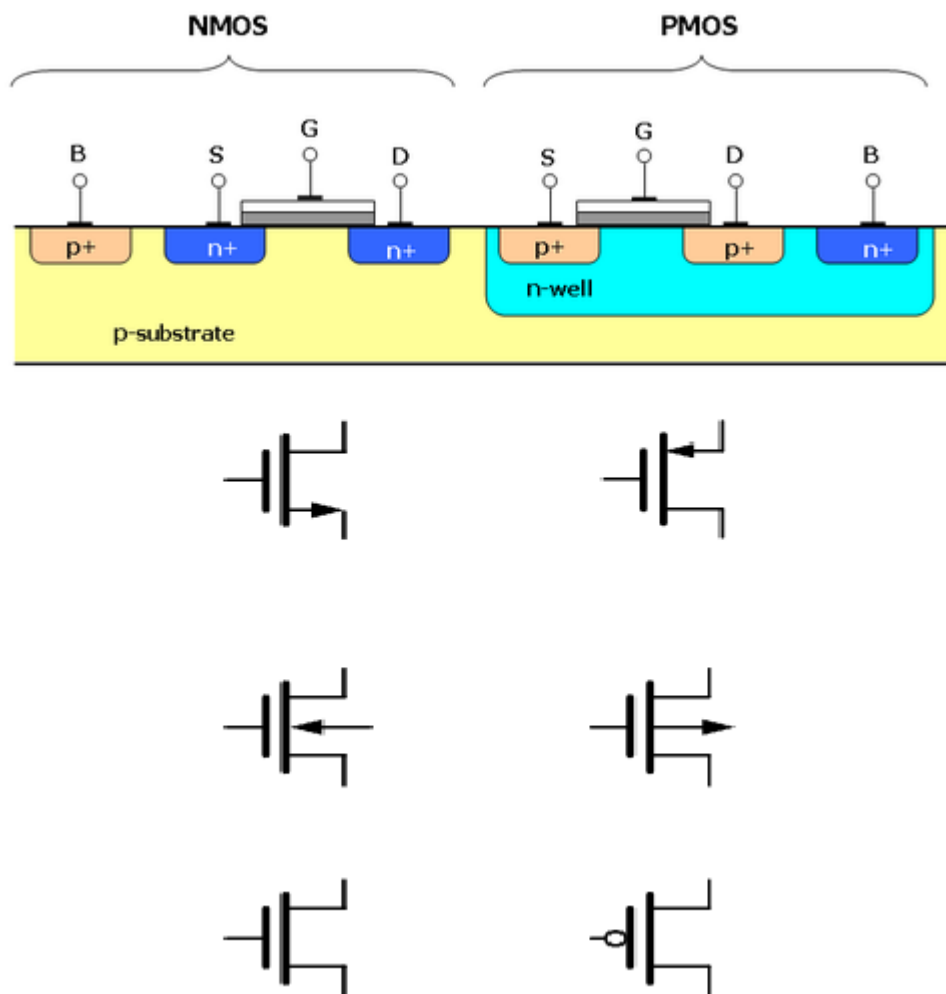 NMOS PMOS
B S G D S G D B
p+ n+ n+ p+ p+ n+
n-well
p-substrate